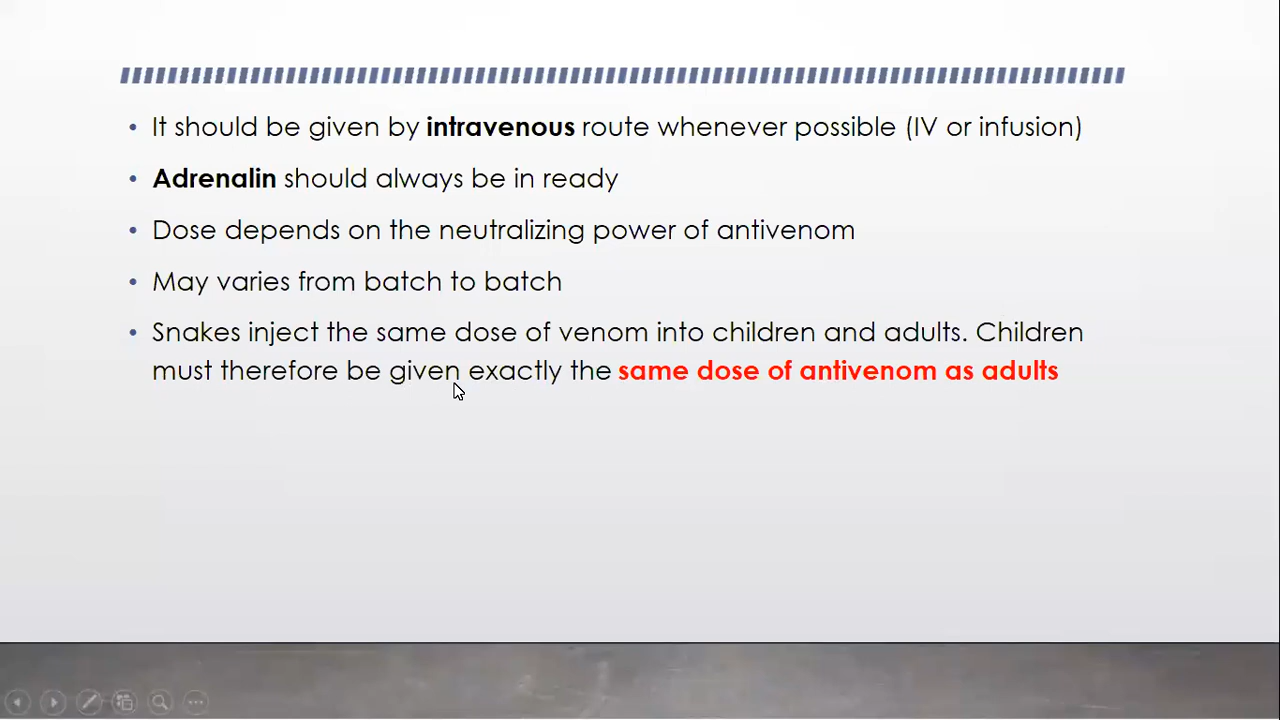 • It should be given by intravenous route whenever possible (IV or infusion)
• Adrenalin should always be in ready
• Dose depends on the neutralizing power of antivenom
• May varies from batch to batch
• Snakes inject the same dose of venom into children and adults. Children
must therefore be given exactly the same dose of antivenom as adults